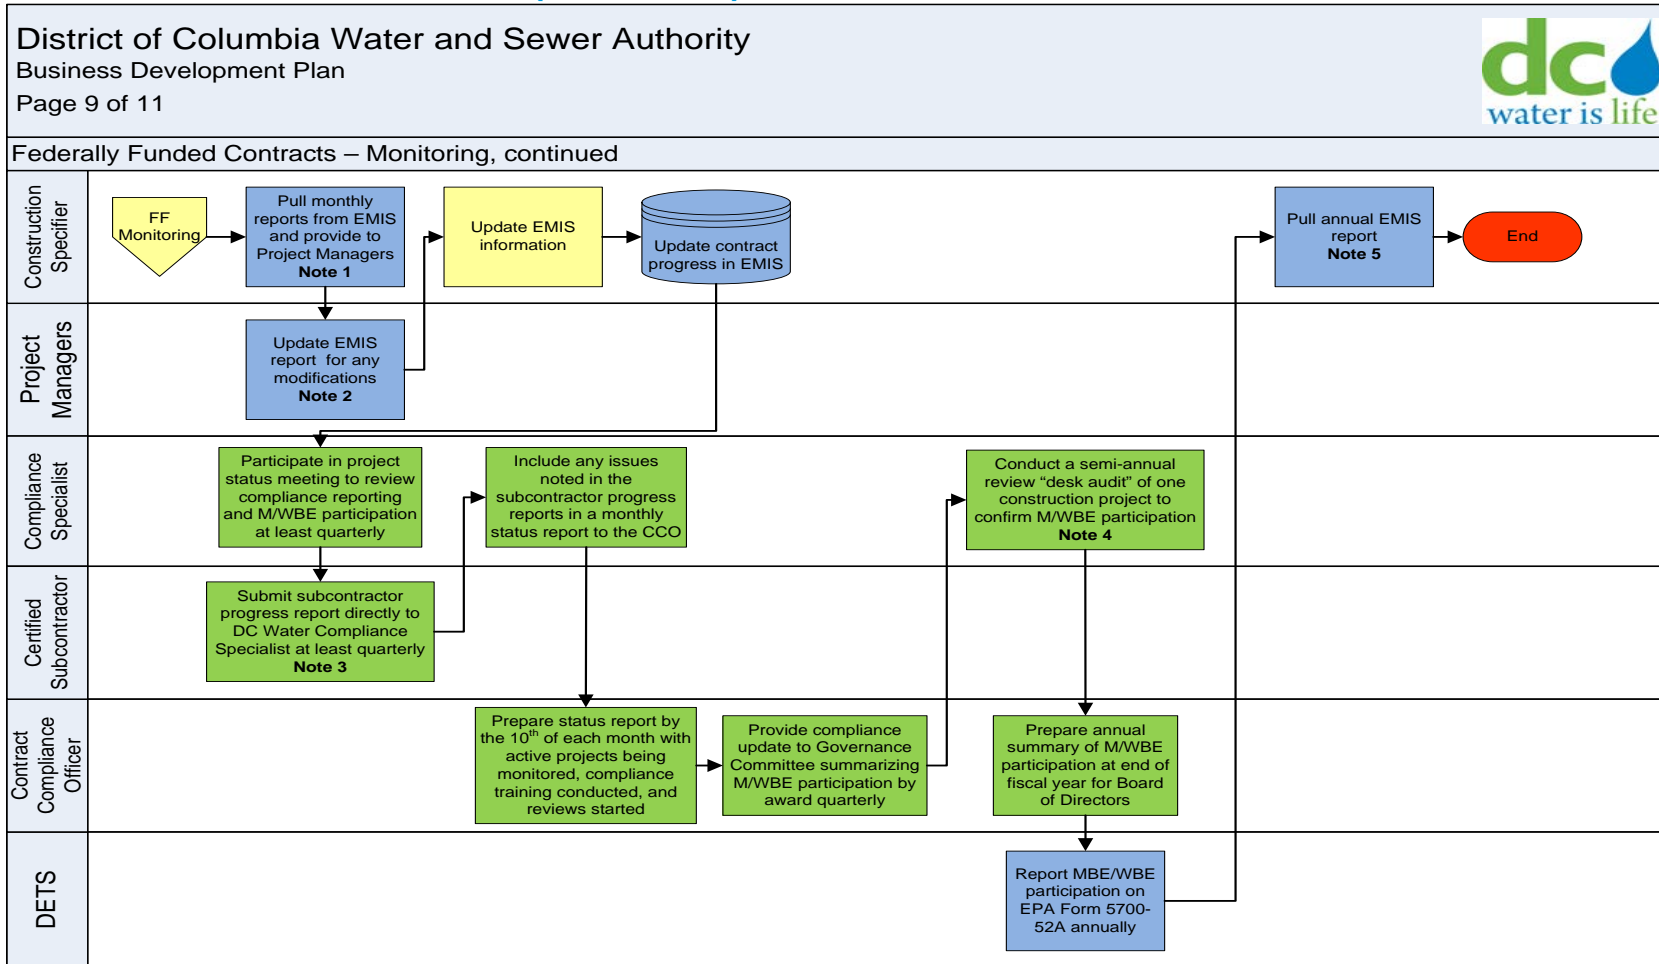 District of Columbia Water and Sewer Authority
Business Development Plan
Page 9 of 11
dc
water is life
Federally Funded Contracts – Monitoring, continued
Construction
Specifier
FF
Monitoring
Pull monthly
reports from EMIS
and provide to
Project Managers
Note 1
Update EMIS
information
Update contract
progress in EMIS
Pull annual EMIS
report
Note 5
End
Project
Managers
Update EMIS
report for any
modifications
Note 2
Compliance
Specialist
Participate in project
status meeting to review
compliance reporting
and M/WBE participation
at least quarterly
Include any issues
noted in the
subcontractor progress
reports in a monthly
status report to the CCO
Conduct a semi-annual
review “desk audit” of one
construction project to
confirm M/WBE participation
Note 4
Certified
Subcontractor
Submit subcontractor
progress report directly to
DC Water Compliance
Specialist at least quarterly
Note 3
Contract
Compliance
Officer
Prepare status report by
the 10th of each month with
active projects being
monitored, compliance
training conducted, and
reviews started
Provide compliance
update to Governance
Committee summarizing
M/WBE participation by
award quarterly
Prepare annual
summary of M/WBE
participation at end of
fiscal year for Board
of Directors
DETS
Report MBE/WBE
participation on
EPA Form 5700-
52A annually